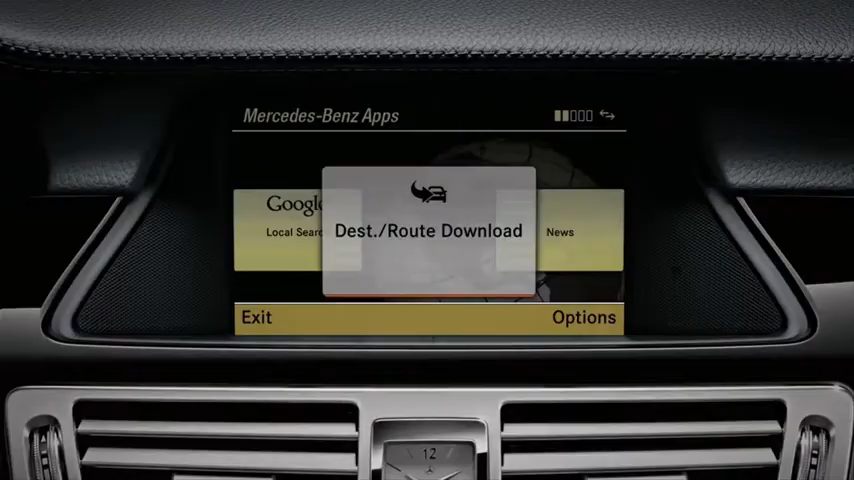 Mercedes-Benz Apps
Google
Local Searc
Dest./Route Download
News
Exit
Options
12